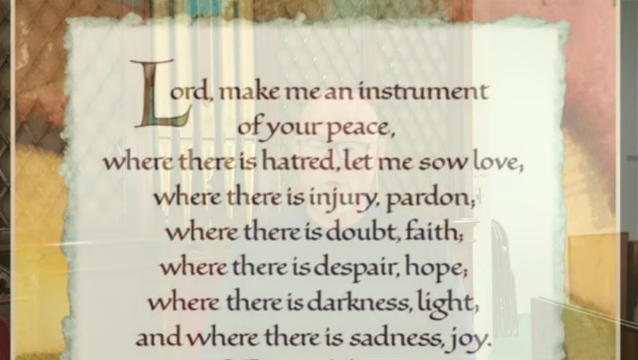 Lord, make me an instrument
of your peace,
where there is hatred, let me sow love;
where there is injury, pardon;
where there is doubt, faith;
where there is despair, hope;
where there is darkness, light;
and where there is sadness, joy.